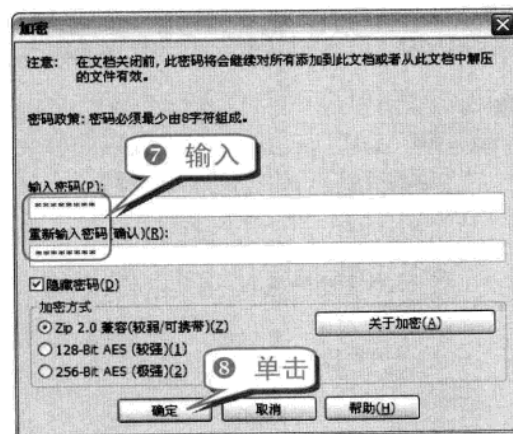 加密
注意: 在文档关闭前，此密码将会继续对所有添加到此文档或者从此文档中解压
的文件有效。
密码政策: 密码必须最少由8字符组成。
❼ 输入
输入密码(P):
********
重新输入密码(确认)(R):
********
隐藏密码(D)
加密方式
Zip 2.0 兼容(较弱/可携带)(Z)
关于加密(A)
128-Bit AES (较强)(1)
256-Bit AES (极强)(2)
❽ 单击
确定
取消
帮助(H)